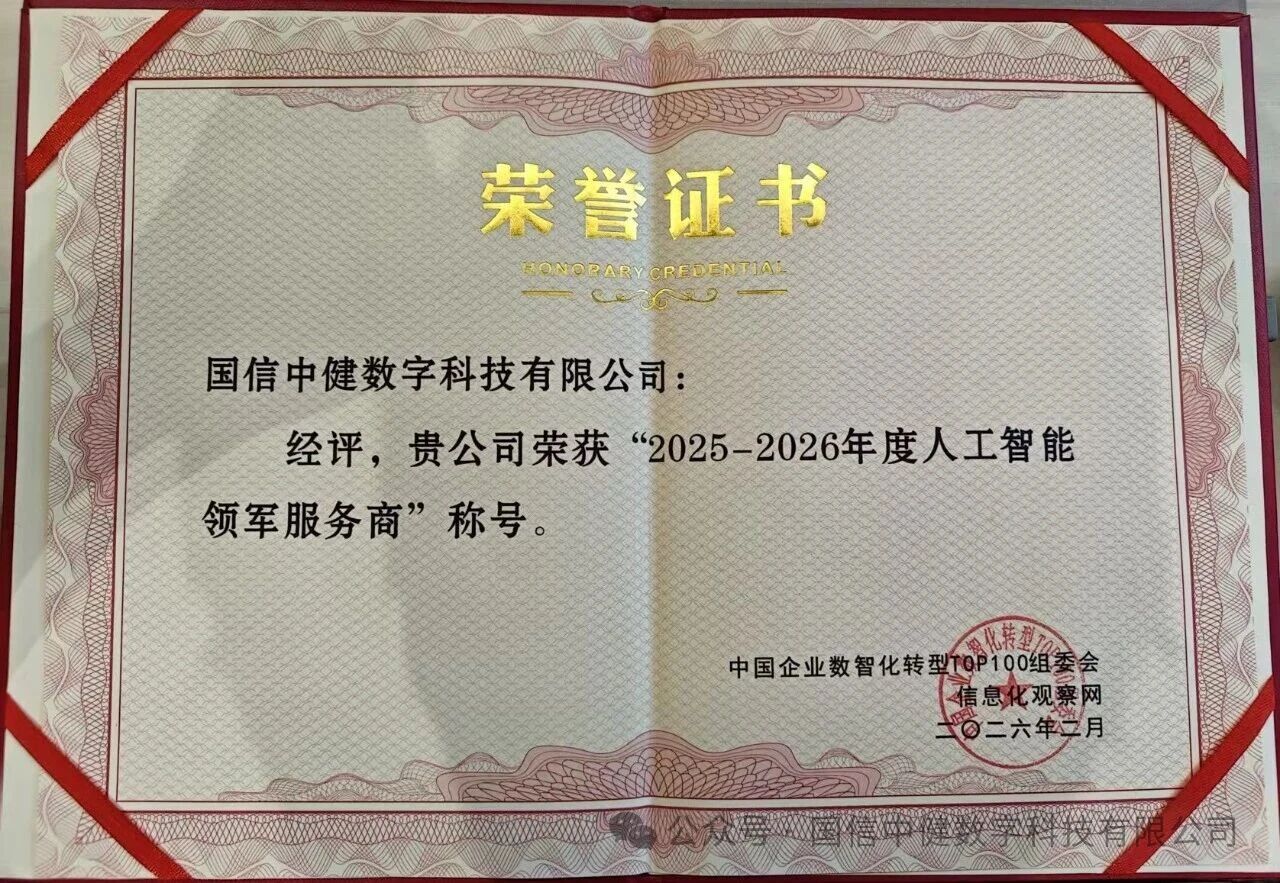 荣誉证书
HONORARY CREDENTIAL
国信中健数字科技有限公司：
经评，贵公司荣获“2025-2026年度人工智能
领军服务商”称号。
中国企业数智化转型TOP100组委会
信息化观察网
二〇二六年二月
公众号·国信中健数字科技有限公司